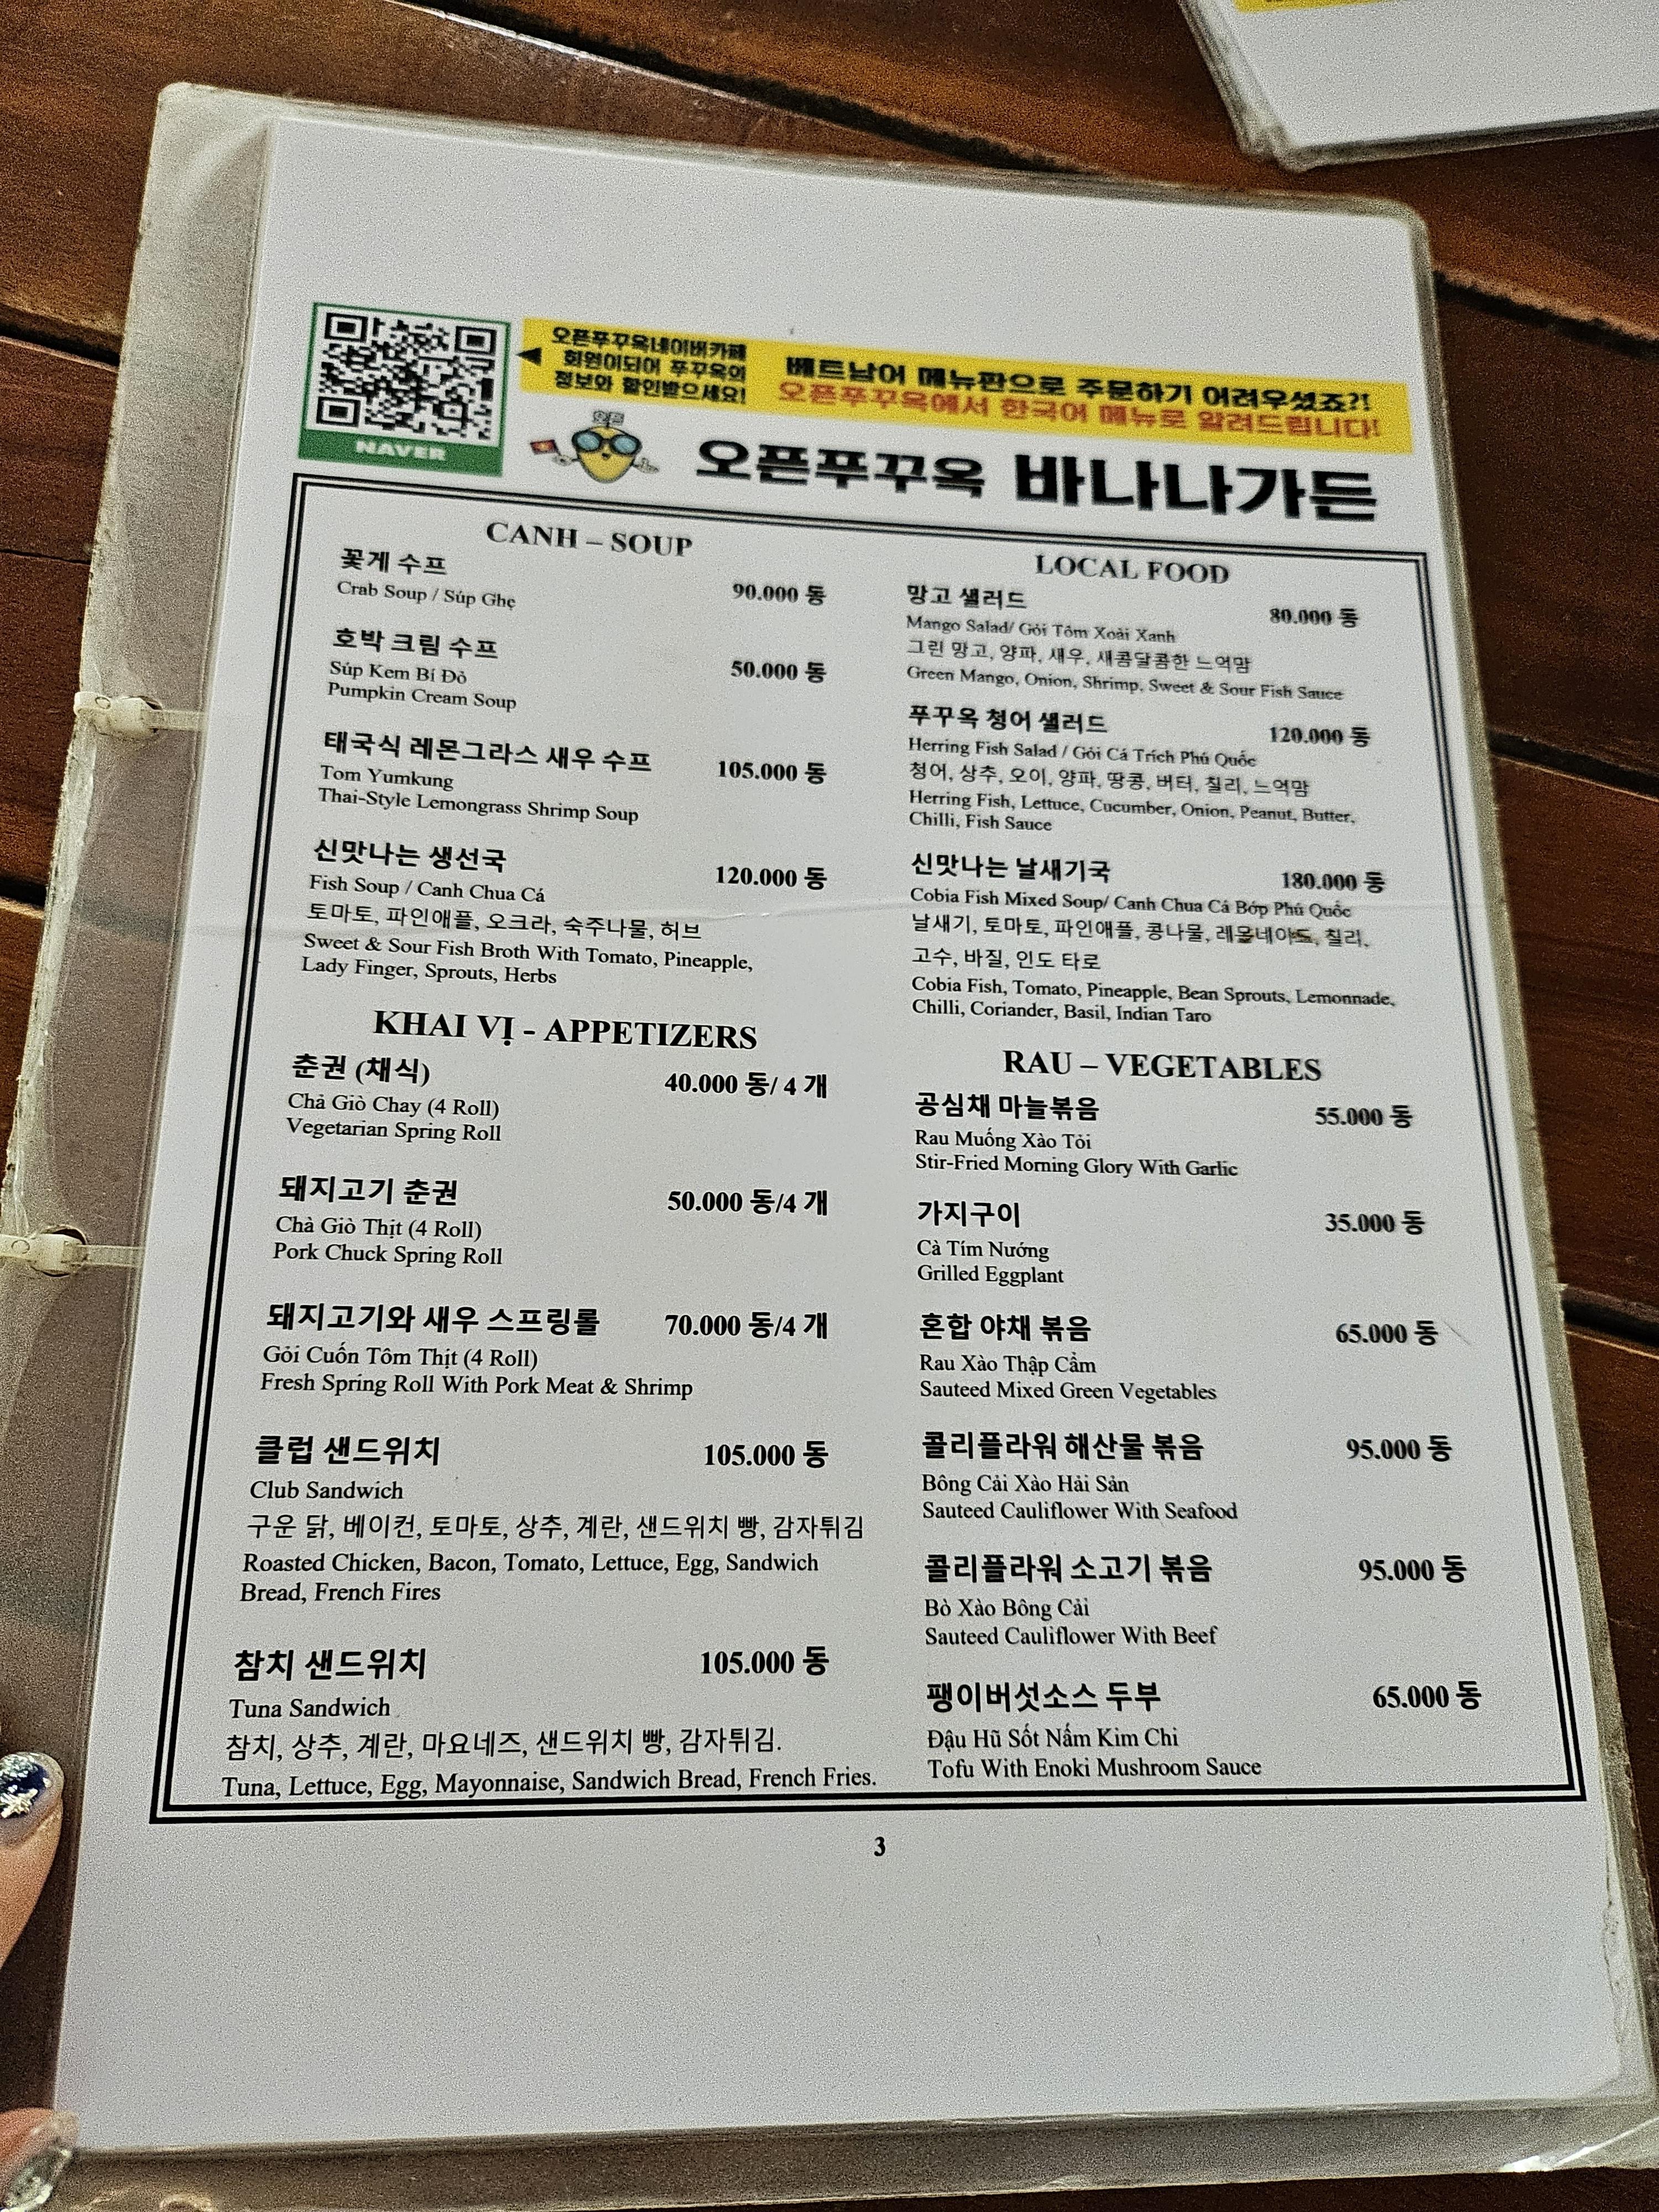 NAVER
오픈푸꾸옥네이버카페
회원이되어 푸꾸옥의
정보와 할인받으세요!
베트남어 메뉴판으로 주문하기 어려우셨죠?!
오픈푸꾸옥에서 한국어 메뉴로 알려드립니다!
오픈푸꾸옥 바나나가든
CANH – SOUP
꽃게 수프
90.000 동
Crab Soup / Súp Ghẹ
호박 크림 수프
50.000 동
Súp Kem Bí Đỏ
Pumpkin Cream Soup
태국식 레몬그라스 새우 수프
105.000 동
Tom Yumkung
Thai-Style Lemongrass Shrimp Soup
신맛나는 생선국
120.000 동
Fish Soup / Canh Chua Cá
토마토, 파인애플, 오크라, 숙주나물, 허브
Sweet & Sour Fish Broth With Tomato, Pineapple,
Lady Finger, Sprouts, Herbs
KHAI VỊ - APPETIZERS
춘권 (채식)
40.000 동/ 4 개
Chả Giò Chay (4 Roll)
Vegetarian Spring Roll
돼지고기 춘권
50.000 동/4 개
Chả Giò Thịt (4 Roll)
Pork Chuck Spring Roll
돼지고기와 새우 스프링롤
70.000 동/4 개
Gỏi Cuốn Tôm Thịt (4 Roll)
Fresh Spring Roll With Pork Meat & Shrimp
클럽 샌드위치
105.000 동
Club Sandwich
구운 닭, 베이컨, 토마토, 상추, 계란, 샌드위치 빵, 감자튀김
Roasted Chicken, Bacon, Tomato, Lettuce, Egg, Sandwich
Bread, French Fires
참치 샌드위치
105.000 동
Tuna Sandwich
참치, 상추, 계란, 마요네즈, 샌드위치 빵, 감자튀김.
Tuna, Lettuce, Egg, Mayonnaise, Sandwich Bread, French Fries.
LOCAL FOOD
망고 샐러드
80.000 동
Mango Salad/ Gỏi Tôm Xoài Xanh
그린 망고, 양파, 새우, 새콤달콤한 느억맘
Green Mango, Onion, Shrimp, Sweet & Sour Fish Sauce
푸꾸옥 청어 샐러드
120.000 동
Herring Fish Salad / Gỏi Cá Trích Phú Quốc
청어, 상추, 오이, 양파, 땅콩, 버터, 칠리, 느억맘
Herring Fish, Lettuce, Cucumber, Onion, Peanut, Butter,
Chilli, Fish Sauce
신맛나는 날새기국
180.000 동
Cobia Fish Mixed Soup/ Canh Chua Cá Bớp Phú Quốc
날새기, 토마토, 파인애플, 콩나물, 레몬네이드, 칠리,
고수, 바질, 인도 타로
Cobia Fish, Tomato, Pineapple, Bean Sprouts, Lemonnade,
Chilli, Coriander, Basil, Indian Taro
RAU – VEGETABLES
공심채 마늘볶음
55.000 동
Rau Muống Xào Tỏi
Stir-Fried Morning Glory With Garlic
가지구이
35.000 동
Cà Tím Nướng
Grilled Eggplant
혼합 야채 볶음
65.000 동
Rau Xào Thập Cẩm
Sauteed Mixed Green Vegetables
콜리플라워 해산물 볶음
95.000 동
Bông Cải Xào Hải Sản
Sauteed Cauliflower With Seafood
콜리플라워 소고기 볶음
95.000 동
Bò Xào Bông Cải
Sauteed Cauliflower With Beef
팽이버섯소스 두부
65.000 동
Đậu Hũ Sốt Nấm Kim Chi
Tofu With Enoki Mushroom Sauce
3